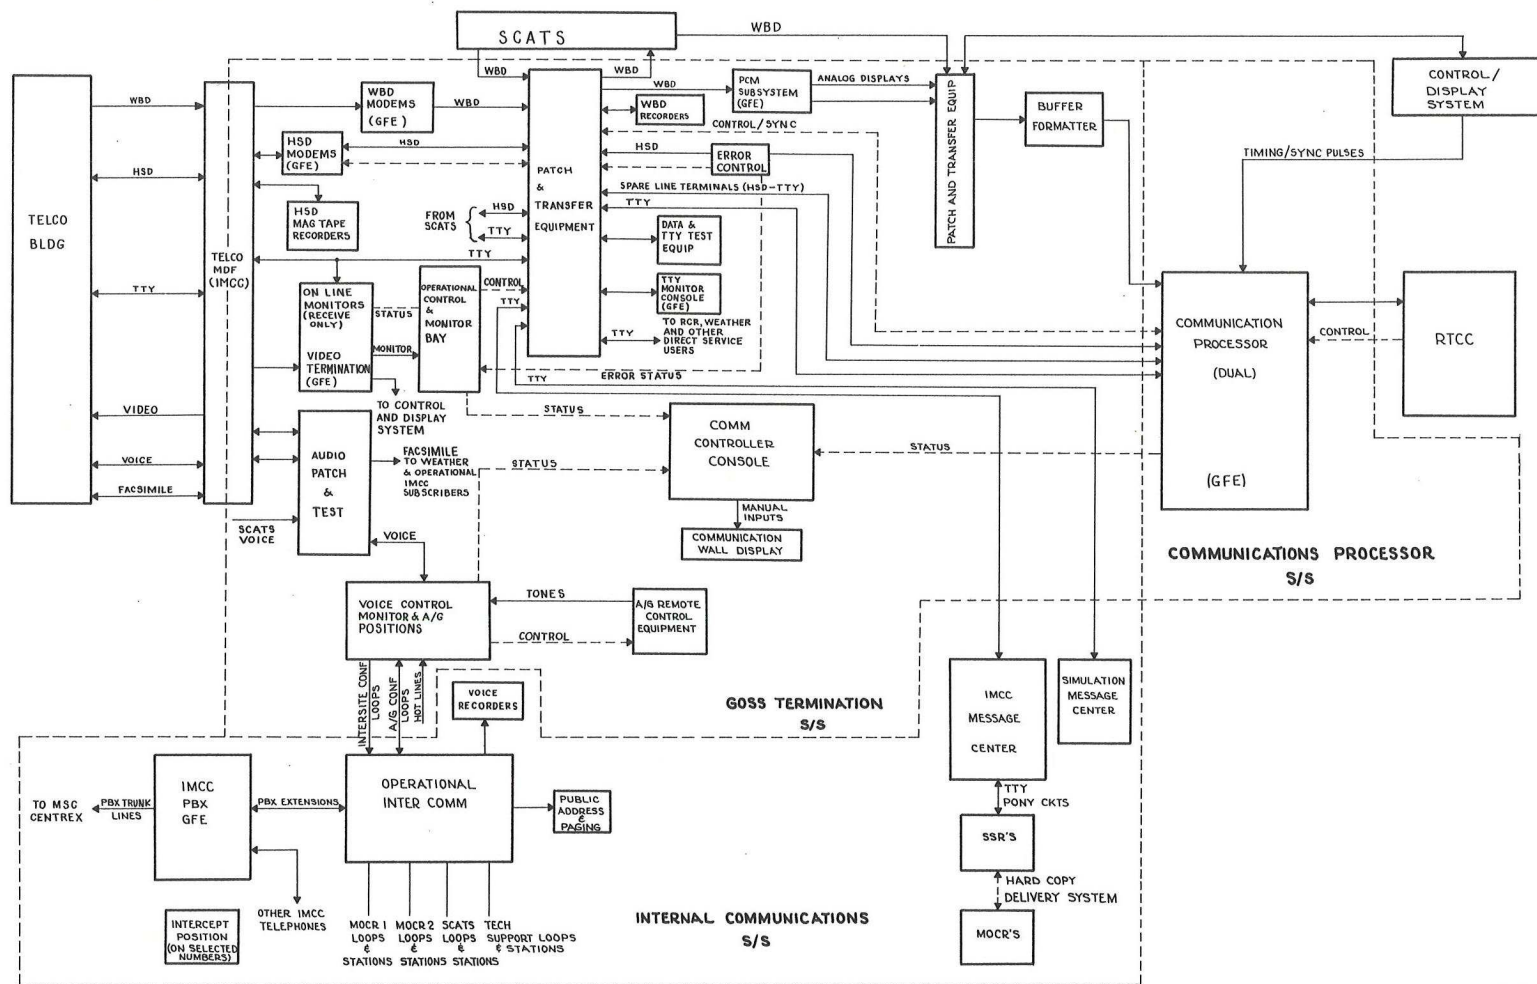 SCATS
WBD
WBD
WBD
WBD
TELCO
BLDG
WBD
HSD
TTY
VIDEO
VOICE
FACSIMILE
TELCO
MDF
(IMCC)
WBD
MODEMS
(GFE)
WBD
HSD
MODEMS
(GFE)
HSD
HSD
MAG TAPE
RECORDERS
FROM
SCATS
HSD
TTY
TTY
ON LINE
MONITORS
(RECEIVE
ONLY)
VIDEO
TERMINATION
(GFE)
STATUS
MONITOR
OPERATIONAL
CONTROL
&
MONITOR
BAY
CONTROL
TTY
TO CONTROL
AND DISPLAY
SYSTEM
PATCH
&
TRANSFER
EQUIPMENT
PCM
SUBSYSTEM
(GFE)
ANALOG DISPLAYS
WBD
RECORDERS
CONTROL/SYNC
HSD
ERROR
CONTROL
SPARE LINE TERMINALS (HSD-TTY)
TTY
DATA &
TTY TEST
EQUIP
TTY
MONITOR
CONSOLE
(GFE)
TTY
TO RCR, WEATHER
AND OTHER
DIRECT SERVICE
USERS
ERROR STATUS
TTY
PATCH AND TRANSFER EQUIP
BUFFER
FORMATTER
CONTROL/
DISPLAY
SYSTEM
TIMING/SYNC PULSES
COMMUNICATION
PROCESSOR
(DUAL)
(GFE)
CONTROL
RTCC
COMMUNICATIONS PROCESSOR
S/S
AUDIO
PATCH
&
TEST
FACSIMILE
TO WEATHER
& OPERATIONAL
IMCC
SUBSCRIBERS
SCATS
VOICE
VOICE
STATUS
STATUS
STATUS
COMM
CONTROLLER
CONSOLE
MANUAL
INPUTS
COMMUNICATION
WALL DISPLAY
VOICE CONTROL
MONITOR & A/G
POSITIONS
TONES
CONTROL
A/G REMOTE
CONTROL
EQUIPMENT
INTERSITE CONF
LOOPS
A/G CONF
LOOPS
HOT LINES
VOICE
RECORDERS
GOSS TERMINATION
S/S
IMCC
MESSAGE
CENTER
SIMULATION
MESSAGE
CENTER
TO MSC
CENTREX
PBX TRUNK
LINES
IMCC
PBX
GFE
PBX EXTENSIONS
OPERATIONAL
INTER COMM
PUBLIC
ADDRESS
&
PAGING
TTY
PONY CKTS
SSR'S
HARD COPY
DELIVERY SYSTEM
MOCR'S
INTERCEPT
POSITION
(ON SELECTED
NUMBERS)
OTHER IMCC
TELEPHONES
MOCR 1
LOOPS
&
STATIONS
MOCR 2
LOOPS
&
STATIONS
SCATS
LOOPS
&
STATIONS
TECH
SUPPORT LOOPS
& STATIONS
INTERNAL COMMUNICATIONS
S/S